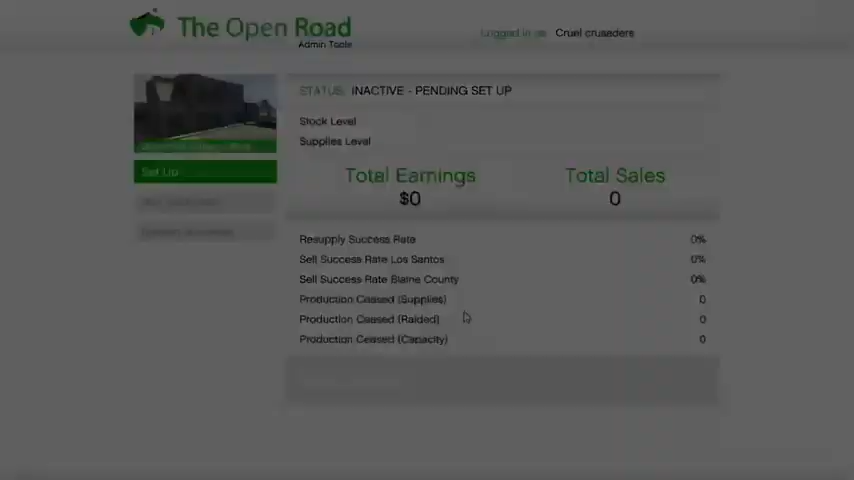 The Open Road
Admin Tools
Logged in as Cruel crusaders
STATUS: INACTIVE - PENDING SET UP
Stock Level
Supplies Level
Set Up
Total Earnings
$0
Total Sales
0
Resupply Success Rate 0%
Sell Success Rate Los Santos 0%
Sell Success Rate Blaine County 0%
Production Ceased (Supplies) 0
Production Ceased (Raided) 0
Production Ceased (Capacity) 0